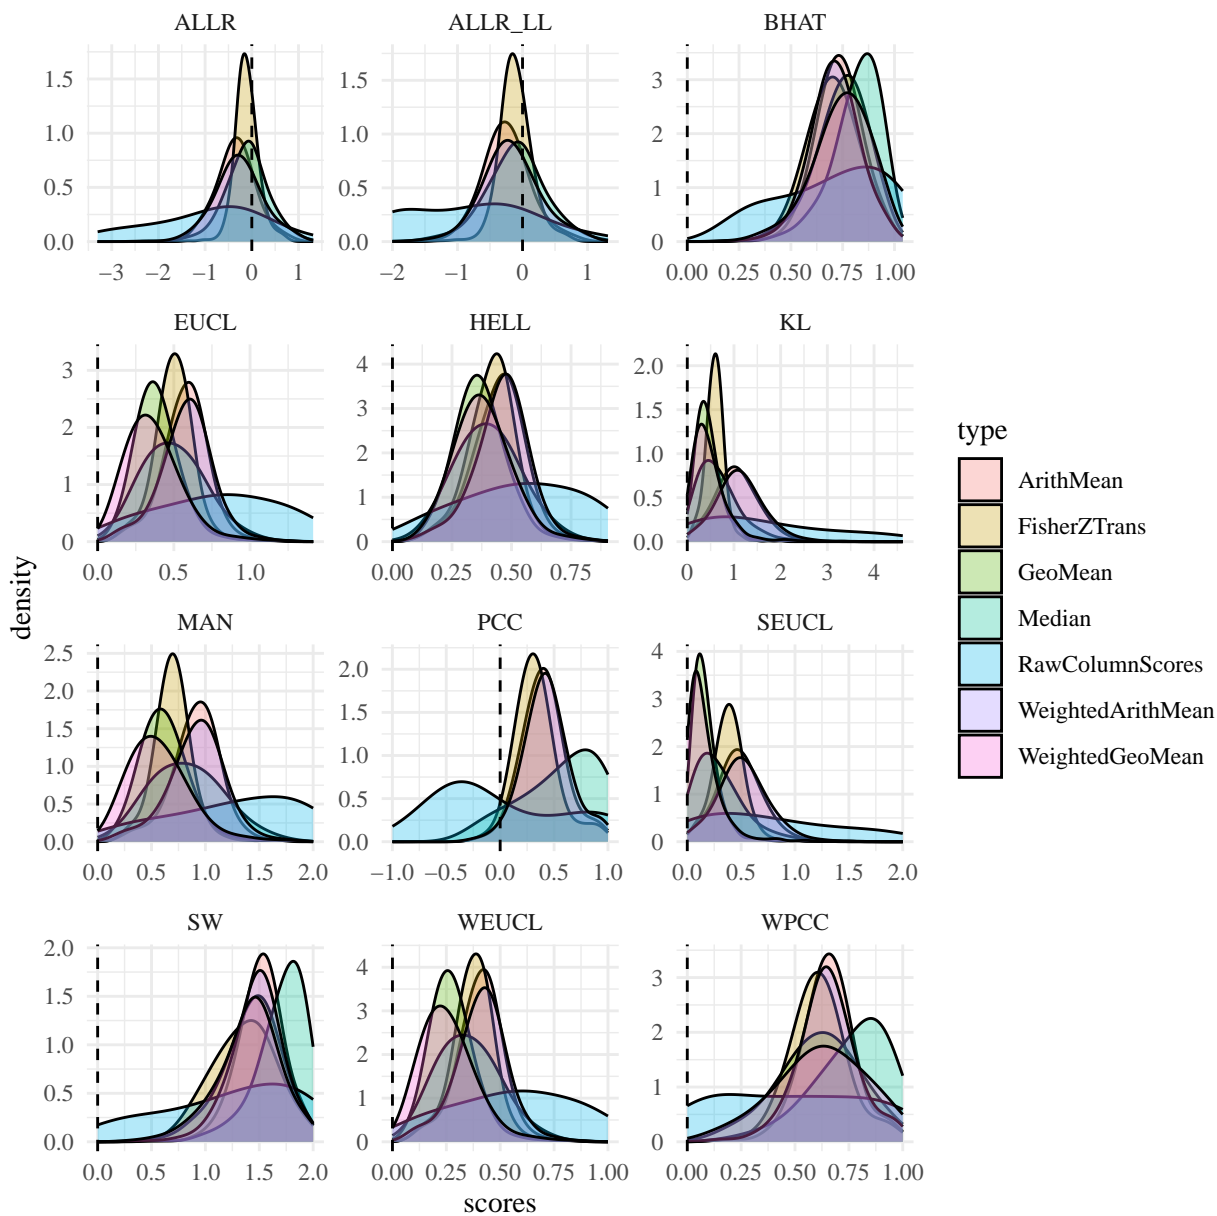 ALLR ALLR_LL BHAT
0.0 0.5 1.0 1.5
−3 −2 −1 0 1
0.0 0.5 1.0 1.5
−2 −1 0 1
0 1 2 3
0.00 0.25 0.50 0.75 1.00
EUCL HELL KL
0 1 2 3
0.0 0.5 1.0
0 1 2 3 4
0.00 0.25 0.50 0.75
0.0 0.5 1.0 1.5 2.0
0 1 2 3 4
MAN PCC SEUCL
0.0 0.5 1.0 1.5 2.0 2.5
0.0 0.5 1.0 1.5 2.0
0.0 0.5 1.0 1.5 2.0
−1.0 −0.5 0.0 0.5 1.0
0 1 2 3 4
0.0 0.5 1.0 1.5 2.0
SW WEUCL WPCC
0.0 0.5 1.0 1.5 2.0
0.0 0.5 1.0 1.5 2.0
0 1 2 3 4
0.00 0.25 0.50 0.75 1.00
0 1 2 3
0.00 0.25 0.50 0.75 1.00
density
scores
type
ArithMean
FisherZTrans
GeoMean
Median
RawColumnScores
WeightedArithMean
WeightedGeoMean